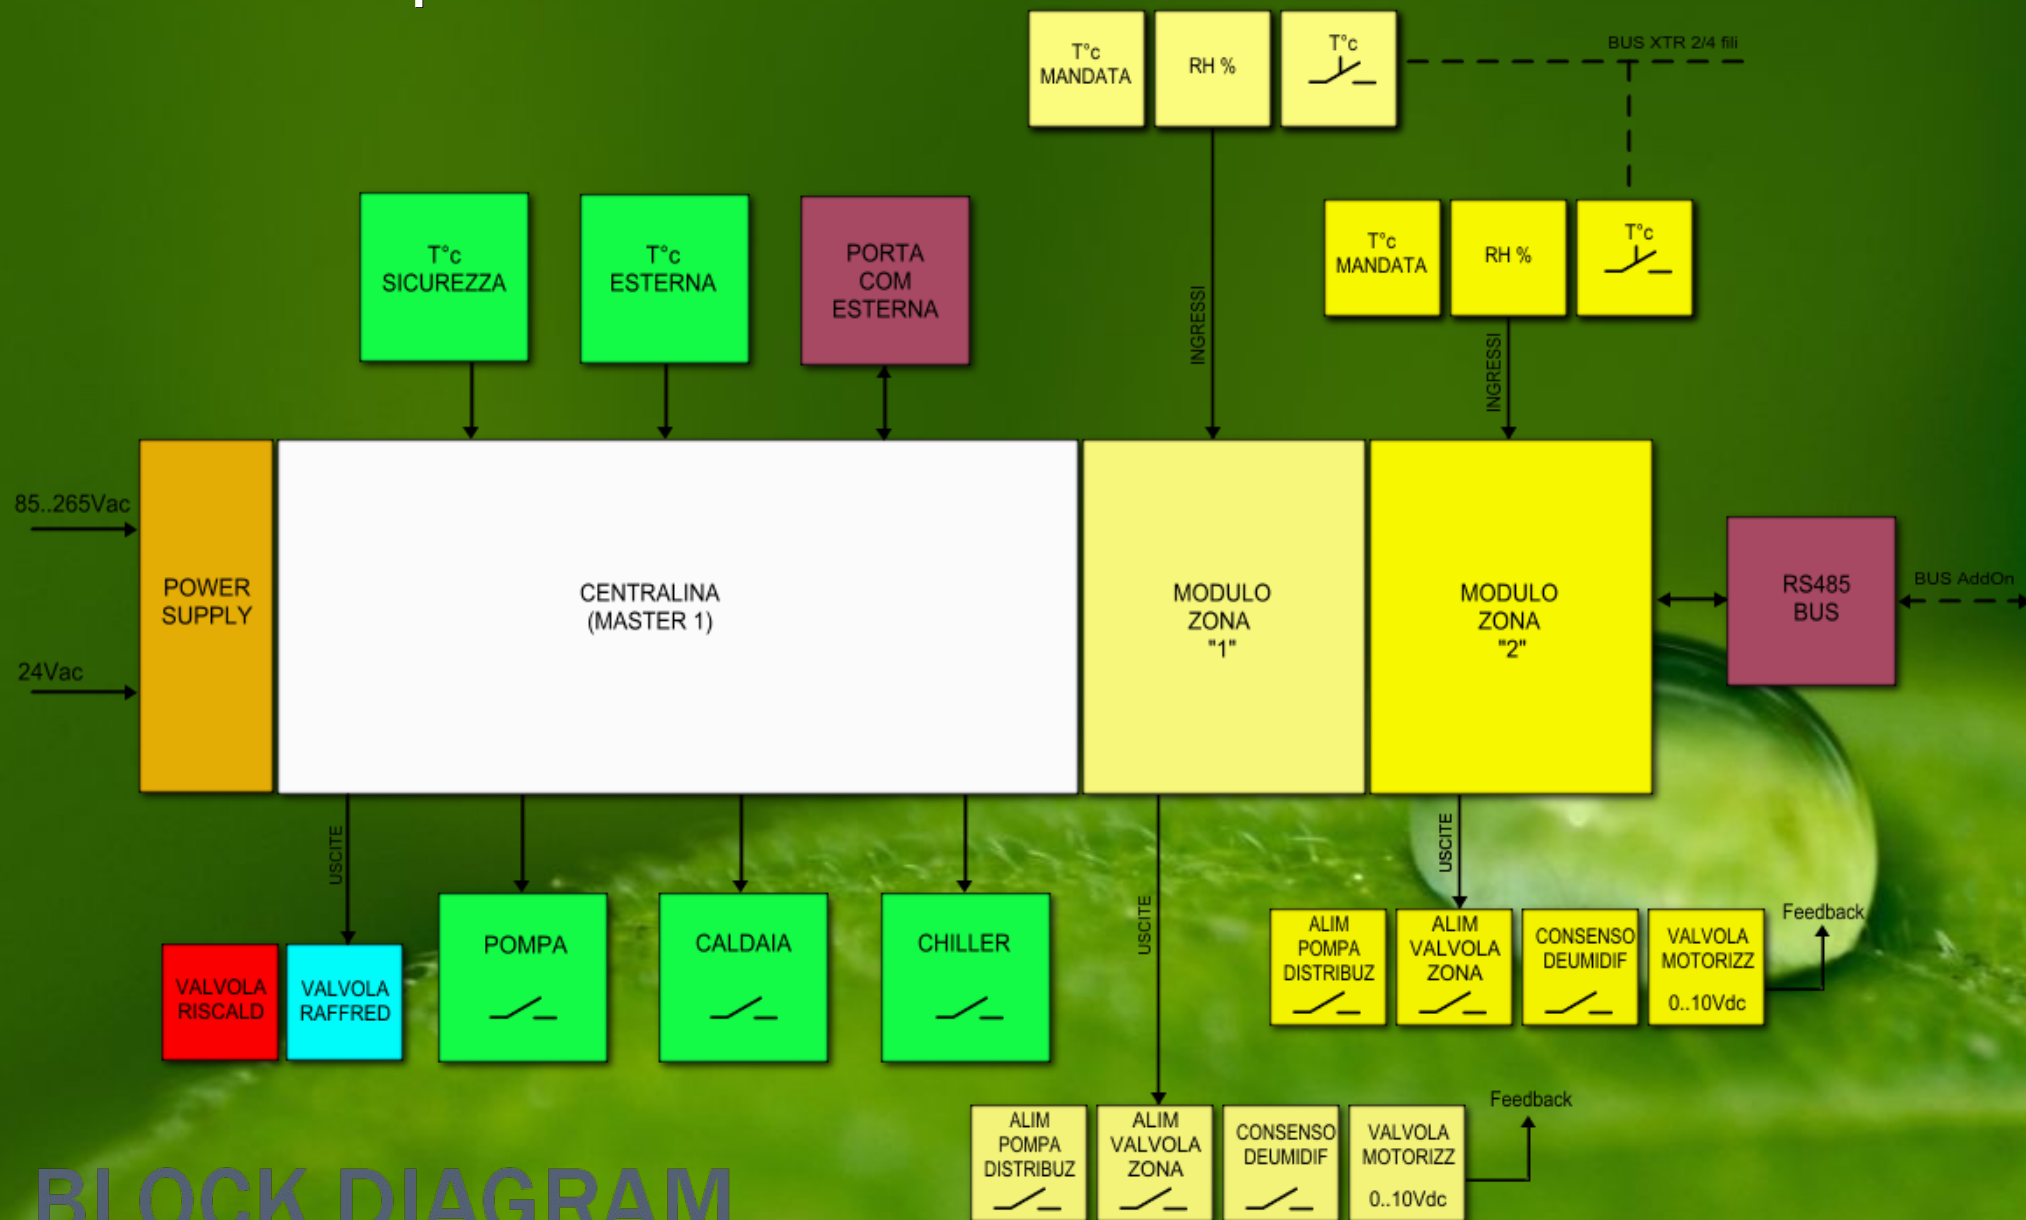 T°c
MANDATA
RH %
T°c
BUS XTR 2/4 fili
T°c
SICUREZZA
T°c
ESTERNA
PORTA
COM
ESTERNA
T°c
MANDATA
RH %
T°c
INGRESSI
INGRESSI
85..265Vac
24Vac
POWER
SUPPLY
CENTRALINA
(MASTER 1)
MODULO
ZONA
"1"
MODULO
ZONA
"2"
RS485
BUS
BUS AddOn
USCITE
USCITE
USCITE
VALVOLA
RISCALD
VALVOLA
RAFFRED
POMPA
CALDAIA
CHILLER
ALIM
POMPA
DISTRIBUZ
ALIM
VALVOLA
ZONA
CONSENSO
DEUMIDIF
VALVOLA
MOTORIZZ
0..10Vdc
Feedback
ALIM
POMPA
DISTRIBUZ
ALIM
VALVOLA
ZONA
CONSENSO
DEUMIDIF
VALVOLA
MOTORIZZ
0..10Vdc
Feedback
BLOCK DIAGRAM